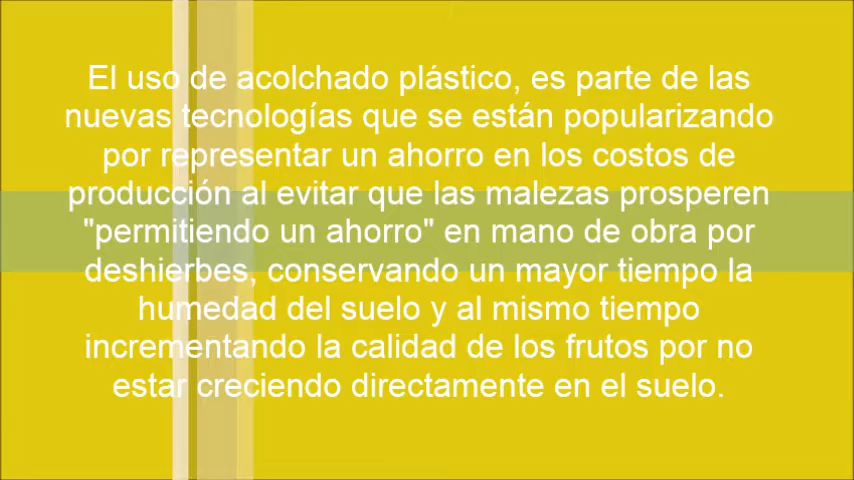 El uso de acolchado plástico, es parte de las
nuevas tecnologías que se están popularizando
por representar un ahorro en los costos de
producción al evitar que las malezas prosperen
"permitiendo un ahorro" en mano de obra por
deshierbes, conservando un mayor tiempo la
humedad del suelo y al mismo tiempo
incrementando la calidad de los frutos por no
estar creciendo directamente en el suelo.